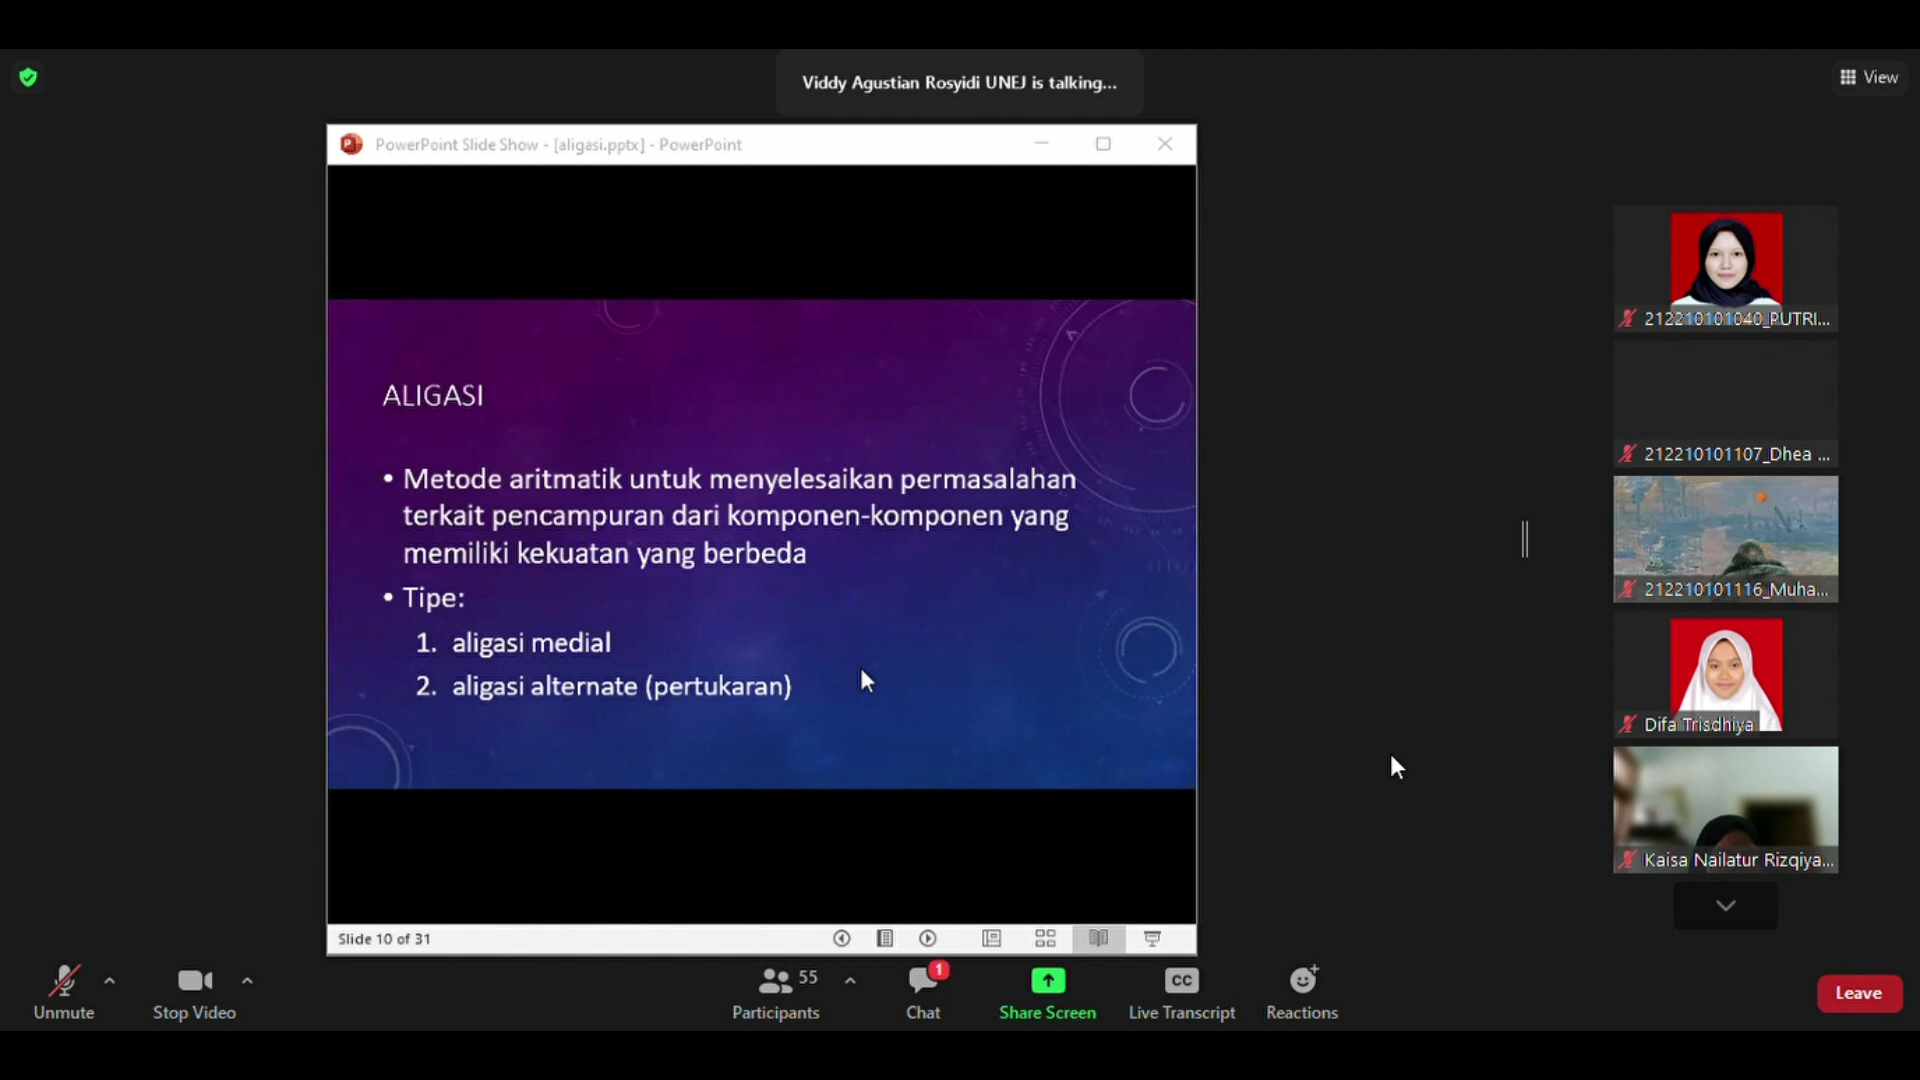 Viddy Agustian Rosyidi UNEJ is talking...
View
PowerPoint Slide Show - [aligasi.pptx] - PowerPoint
ALIGASI
• Metode aritmatik untuk menyelesaikan permasalahan
terkait pencampuran dari komponen-komponen yang
memiliki kekuatan yang berbeda
• Tipe:
1. aligasi medial
2. aligasi alternate (pertukaran)
Slide 10 of 31
212210101040_PUTRI...
212210101107_Dhea ...
212210101116_Muha...
Difa Trisdhiya
Kaisa Nailatur Rizqiya...
Unmute
Stop Video
55
Participants
1
Chat
Share Screen
CC
Live Transcript
Reactions
Leave